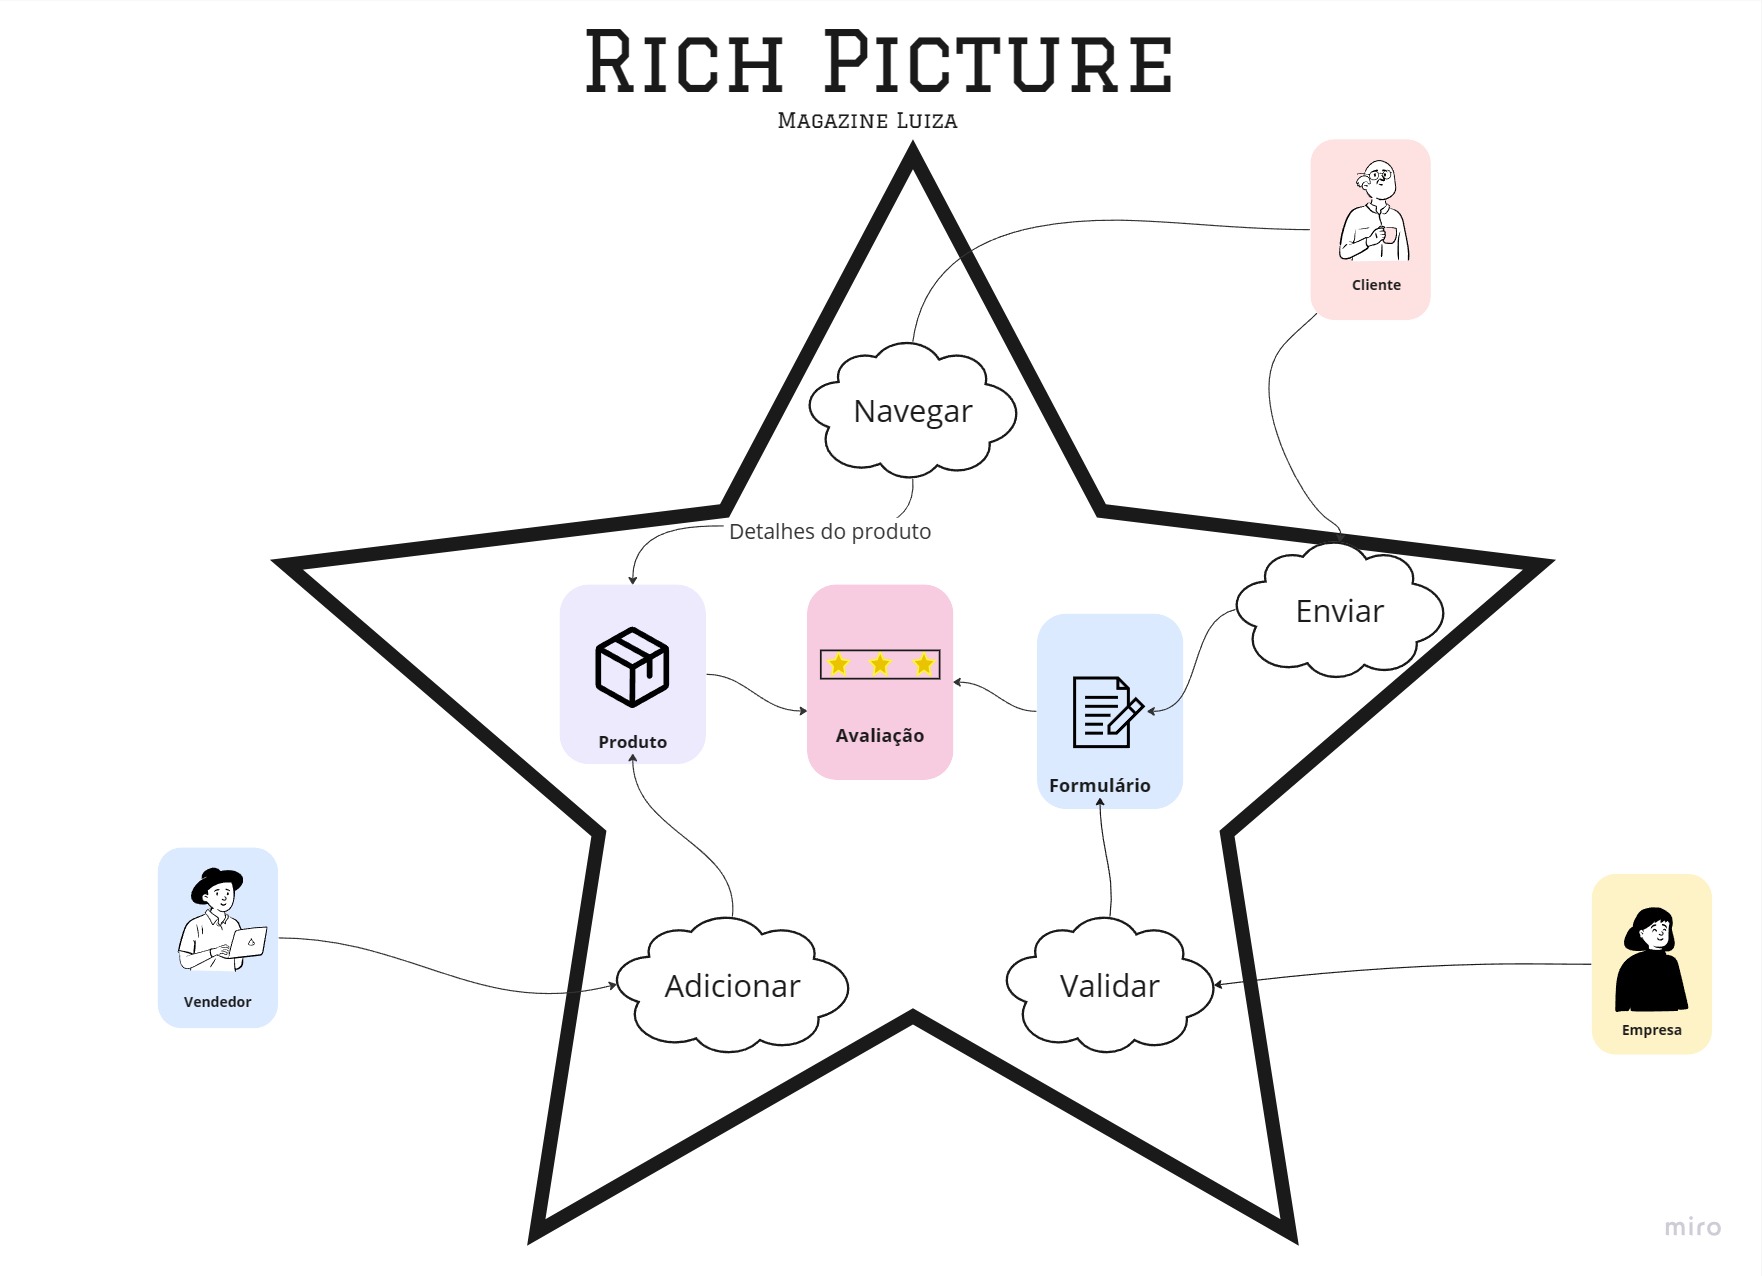 Rich Picture
Magazine Luiza
Cliente
Navegar
Detalhes do produto
Enviar
Produto
Avaliação
Formulário
Vendedor
Adicionar
Validar
Empresa
miro